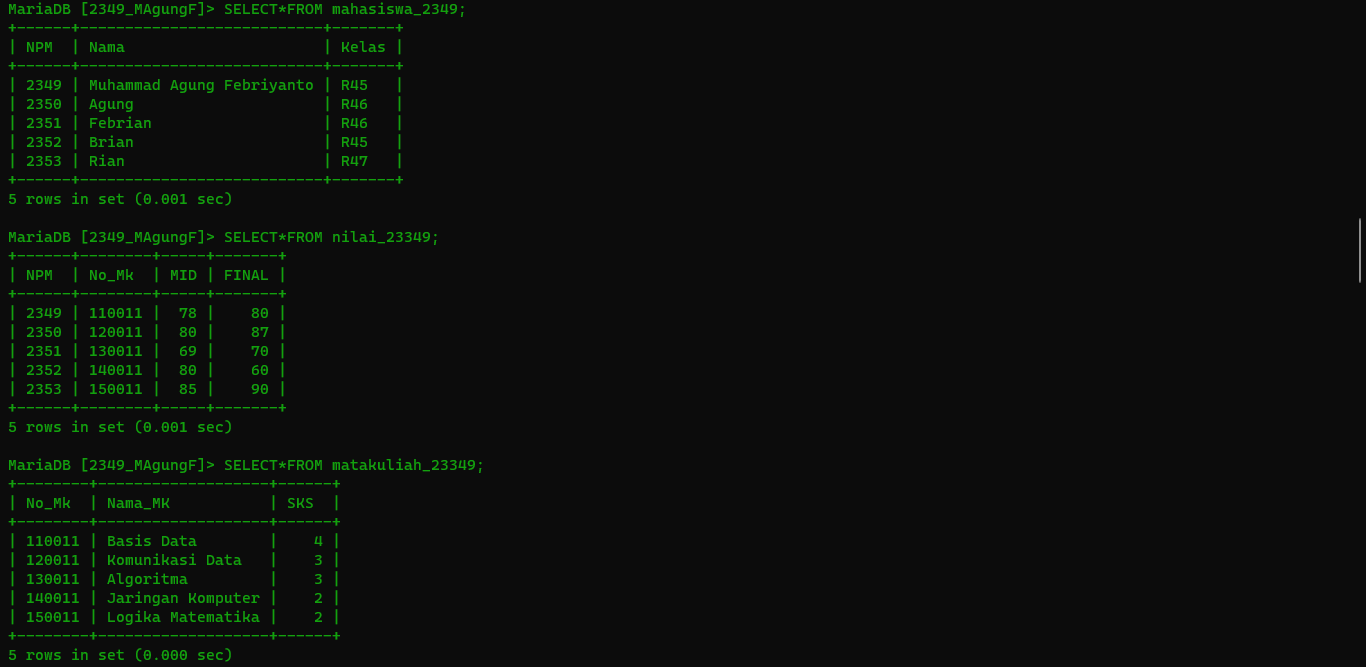 MariaDB [2349_MAgungF]> SELECT*FROM mahasiswa_2349;
+------+---------------------------+-------+
| NPM  | Nama                      | Kelas |
+------+---------------------------+-------+
| 2349 | Muhammad Agung Febriyanto | R45   |
| 2350 | Agung                     | R46   |
| 2351 | Febrian                   | R46   |
| 2352 | Brian                     | R45   |
| 2353 | Rian                      | R47   |
+------+---------------------------+-------+
5 rows in set (0.001 sec)

MariaDB [2349_MAgungF]> SELECT*FROM nilai_23349;
+------+--------+-----+-------+
| NPM  | No_Mk  | MID | FINAL |
+------+--------+-----+-------+
| 2349 | 110011 |  78 |    80 |
| 2350 | 120011 |  80 |    87 |
| 2351 | 130011 |  69 |    70 |
| 2352 | 140011 |  80 |    60 |
| 2353 | 150011 |  85 |    90 |
+------+--------+-----+-------+
5 rows in set (0.001 sec)

MariaDB [2349_MAgungF]> SELECT*FROM matakuliah_23349;
+--------+-------------------+------+
| No_Mk  | Nama_MK           | SKS  |
+--------+-------------------+------+
| 110011 | Basis Data        |    4 |
| 120011 | Komunikasi Data   |    3 |
| 130011 | Algoritma         |    3 |
| 140011 | Jaringan Komputer |    2 |
| 150011 | Logika Matematika |    2 |
+--------+-------------------+------+
5 rows in set (0.000 sec)